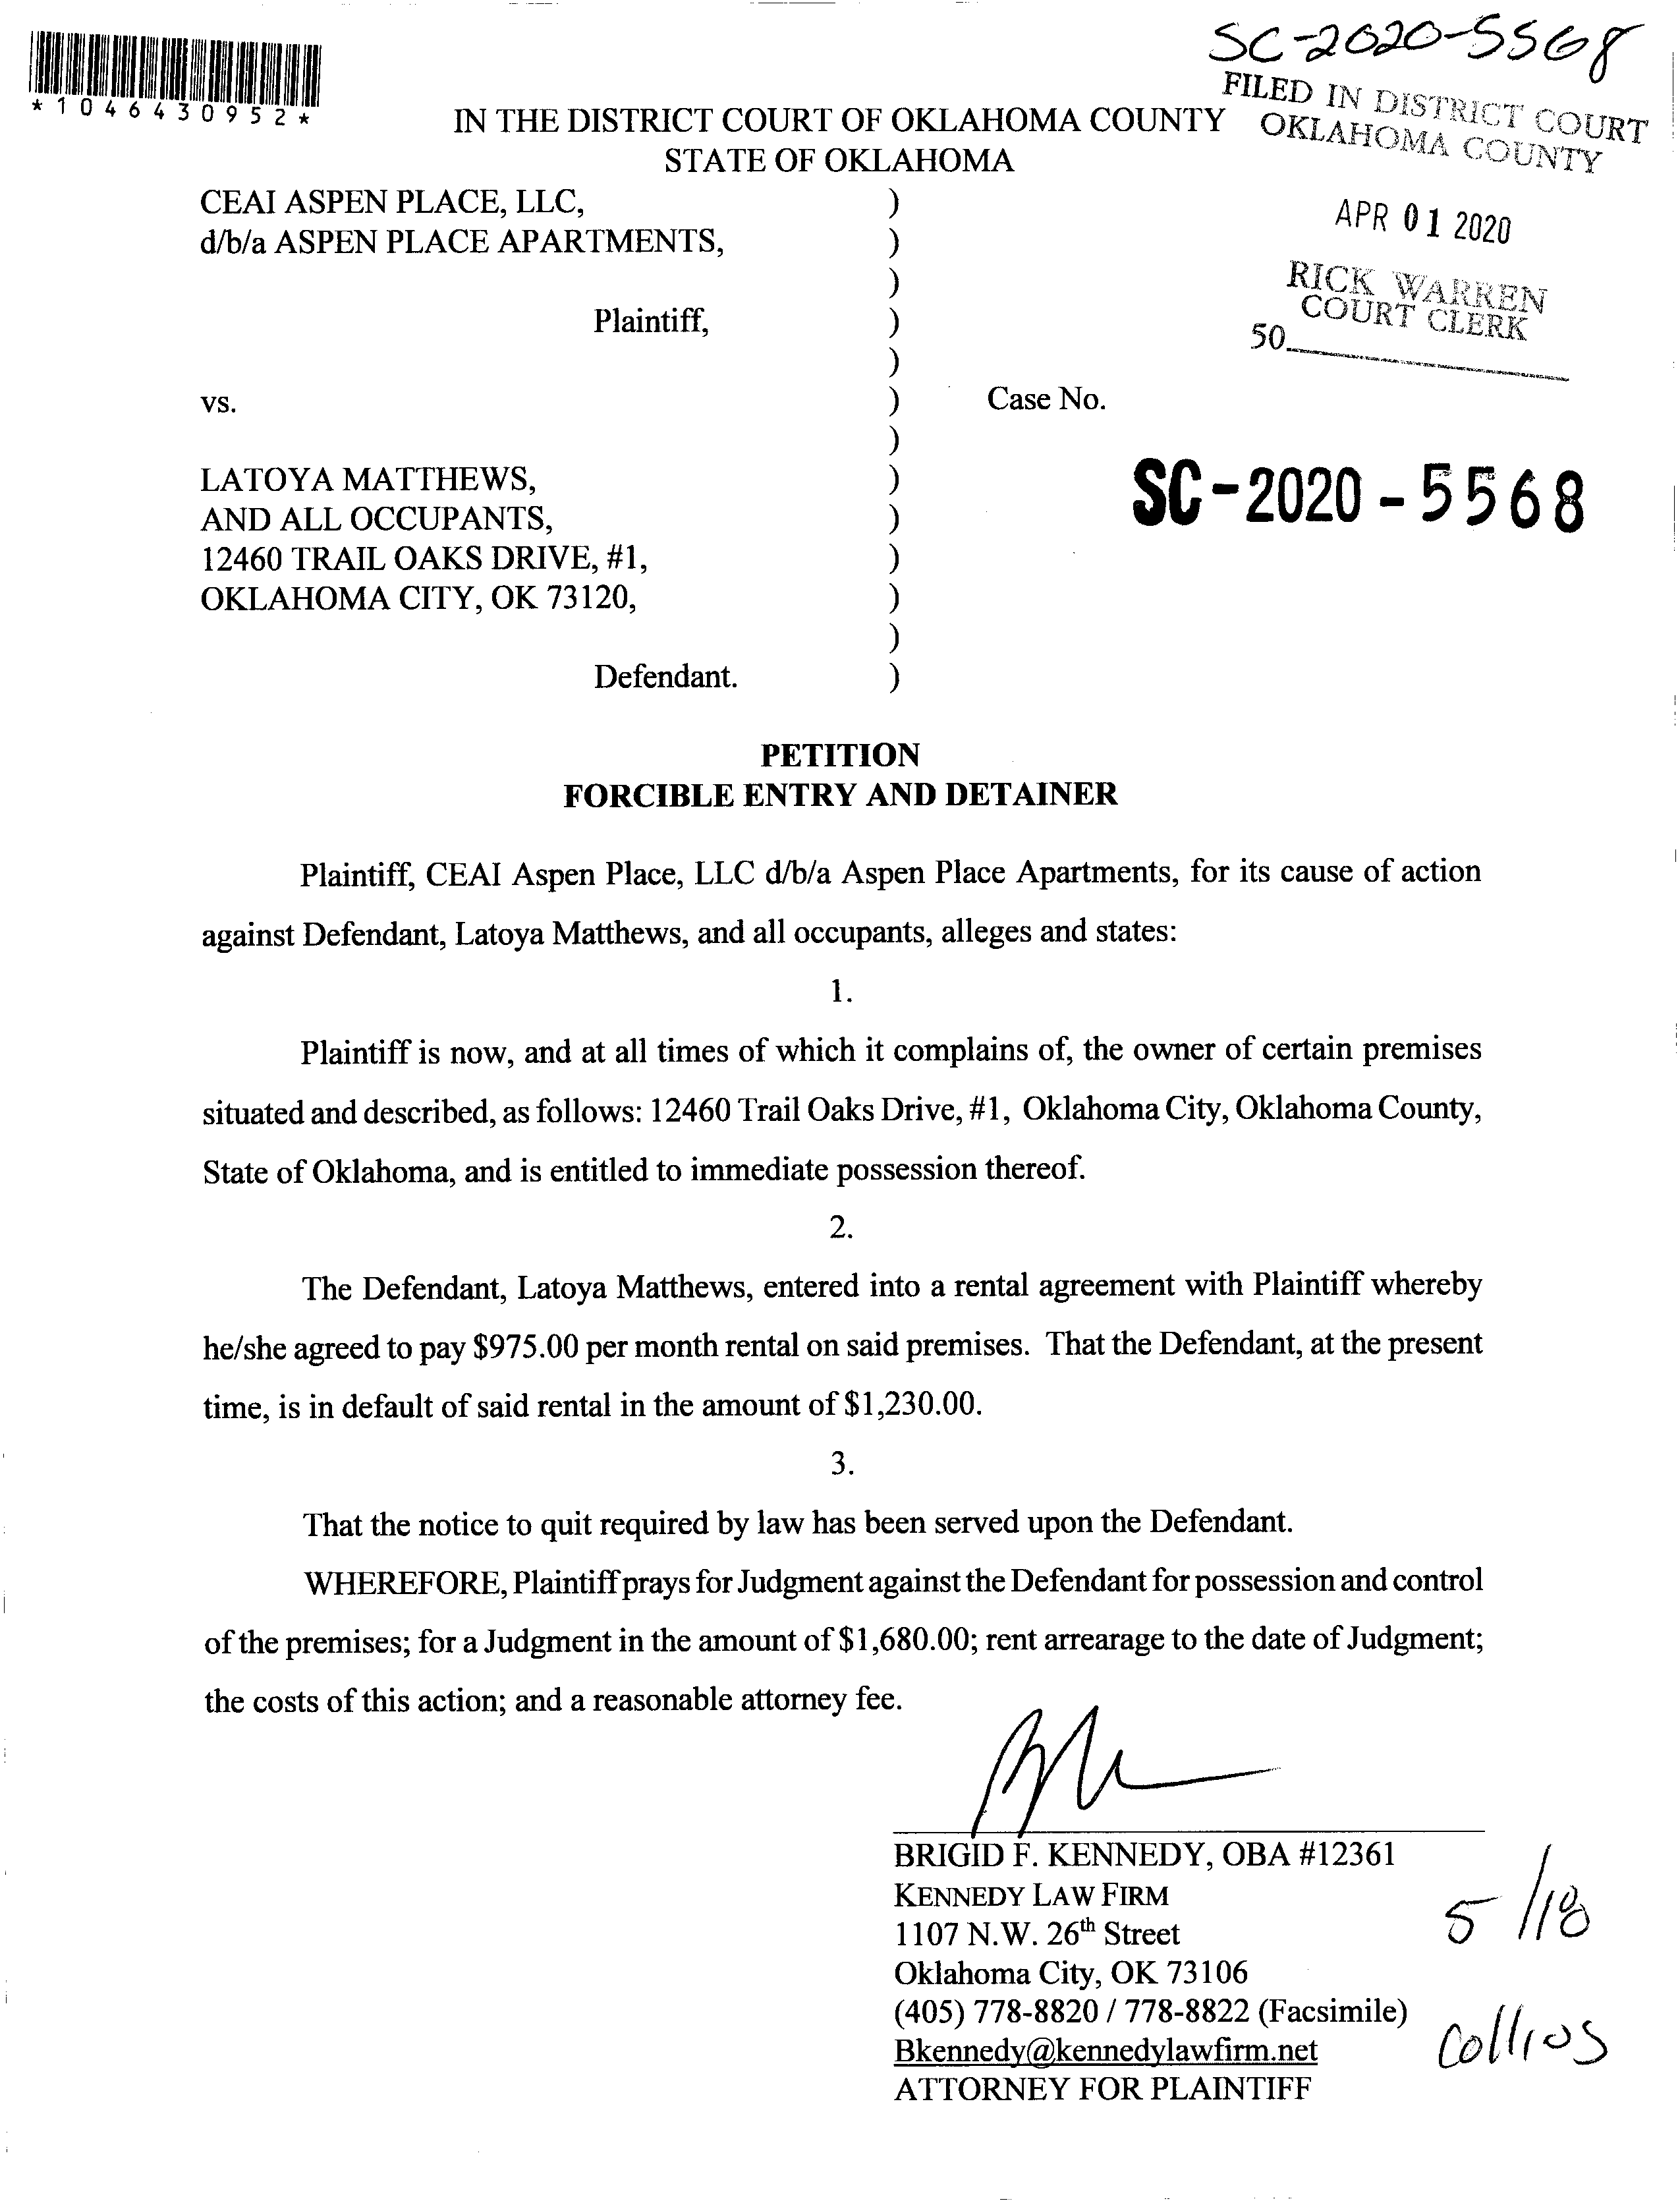 SC-2020-5568
*1046430952*
FILED IN DISTRICT COURT
OKLAHOMA COUNTY
IN THE DISTRICT COURT OF OKLAHOMA COUNTY
STATE OF OKLAHOMA
APR 01 2020
RICK WARREN
COURT CLERK
50
CEAI ASPEN PLACE, LLC, )
d/b/a ASPEN PLACE APARTMENTS, )
)
Plaintiff, )
)
vs. ) Case No.
)
SC-2020-5568
LATOYA MATTHEWS, )
AND ALL OCCUPANTS, )
12460 TRAIL OAKS DRIVE, #1, )
OKLAHOMA CITY, OK 73120, )
)
Defendant. )
PETITION
FORCIBLE ENTRY AND DETAINER
Plaintiff, CEAI Aspen Place, LLC d/b/a Aspen Place Apartments, for its cause of action
against Defendant, Latoya Matthews, and all occupants, alleges and states:
1.
Plaintiff is now, and at all times of which it complains of, the owner of certain premises
situated and described, as follows: 12460 Trail Oaks Drive, #1, Oklahoma City, Oklahoma County,
State of Oklahoma, and is entitled to immediate possession thereof.
2.
The Defendant, Latoya Matthews, entered into a rental agreement with Plaintiff whereby
he/she agreed to pay $975.00 per month rental on said premises. That the Defendant, at the present
time, is in default of said rental in the amount of $1,230.00.
3.
That the notice to quit required by law has been served upon the Defendant.
WHEREFORE, Plaintiff prays for Judgment against the Defendant for possession and control
of the premises; for a Judgment in the amount of $1,680.00; rent arrearage to the date of Judgment;
the costs of this action; and a reasonable attorney fee.
BRIGID F. KENNEDY, OBA #12361
KENNEDY LAW FIRM
1107 N.W. 26th Street
Oklahoma City, OK 73106
(405) 778-8820 / 778-8822 (Facsimile)
Bkennedy@kennedylawfirm.net
ATTORNEY FOR PLAINTIFF
5/18